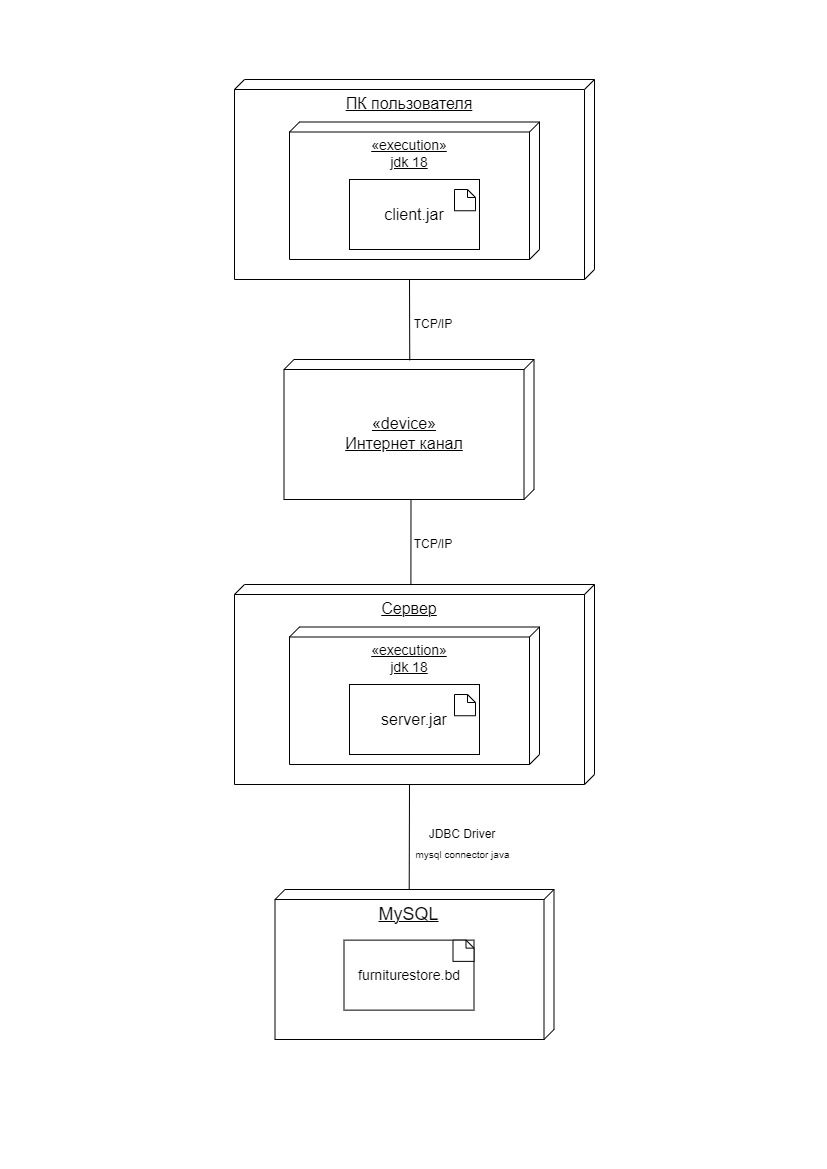 ПК пользователя
«execution»
jdk 18
client.jar
TCP/IP
«device»
Интернет канал
TCP/IP
Сервер
«execution»
jdk 18
server.jar
JDBC Driver
mysql connector java
MySQL
furniturestore.bd